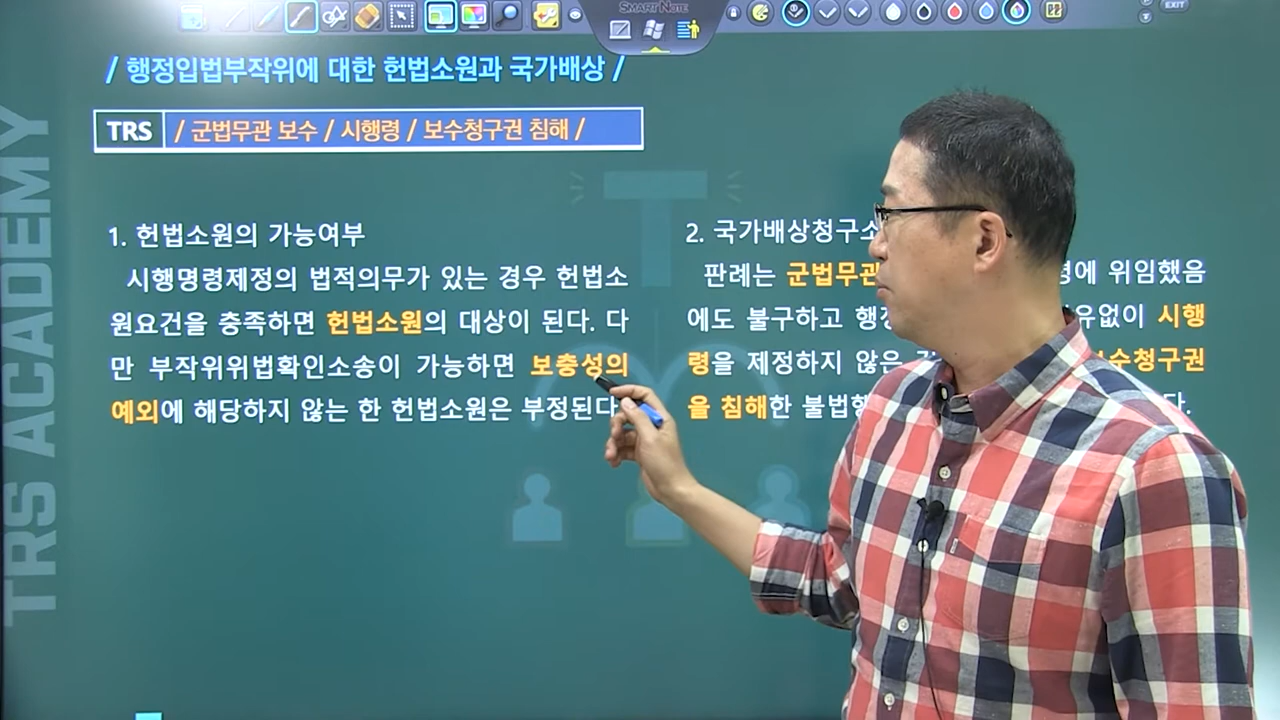 SMART NOTE
EXIT
/ 행정입법부작위에 대한 헌법소원과 국가배상 /
TRS / 군법무관 보수 / 시행령 / 보수청구권 침해 /
TRS ACADEMY
1. 헌법소원의 가능여부
시행명령제정의 법적의무가 있는 경우 헌법소
원요건을 충족하면 헌법소원의 대상이 된다. 다
만 부작위위법확인소송이 가능하면 보충성의
예외에 해당하지 않는 한 헌법소원은 부정된다
2. 국가배상청구소
판례는 군법무관 에 위임했음
에도 불구하고 행정 유없이 시행
령을 제정하지 않은 보수청구권
을 침해한 불법행 다.